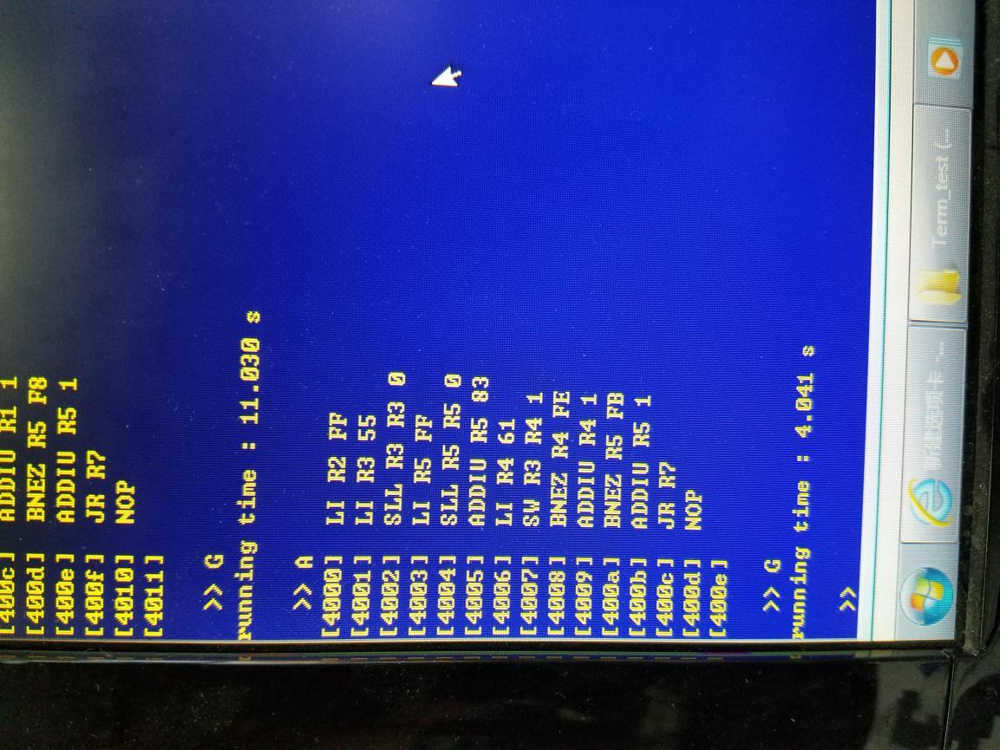 [400c] ADDIU R1 1
[400d] BNEZ R5 F8
[400e] ADDIU R5 1
[400f] JR R7
[4010] NOP
[4011]
>> G
running time : 11.030 s
>> A
[4000] LI R2 FF
[4001] LI R3 55
[4002] SLL R3 R3 0
[4003] LI R5 FF
[4004] SLL R5 R5 0
[4005] ADDIU R5 83
[4006] LI R4 61
[4007] SW R3 R4 1
[4008] BNEZ R4 FE
[4009] ADDIU R4 1
[400a] BNEZ R5 FB
[400b] ADDIU R5 1
[400c] JR R7
[400d] NOP
[400e]
>> G
running time : 4.041 s
>>
新建选项卡 - ...
Term_test (...